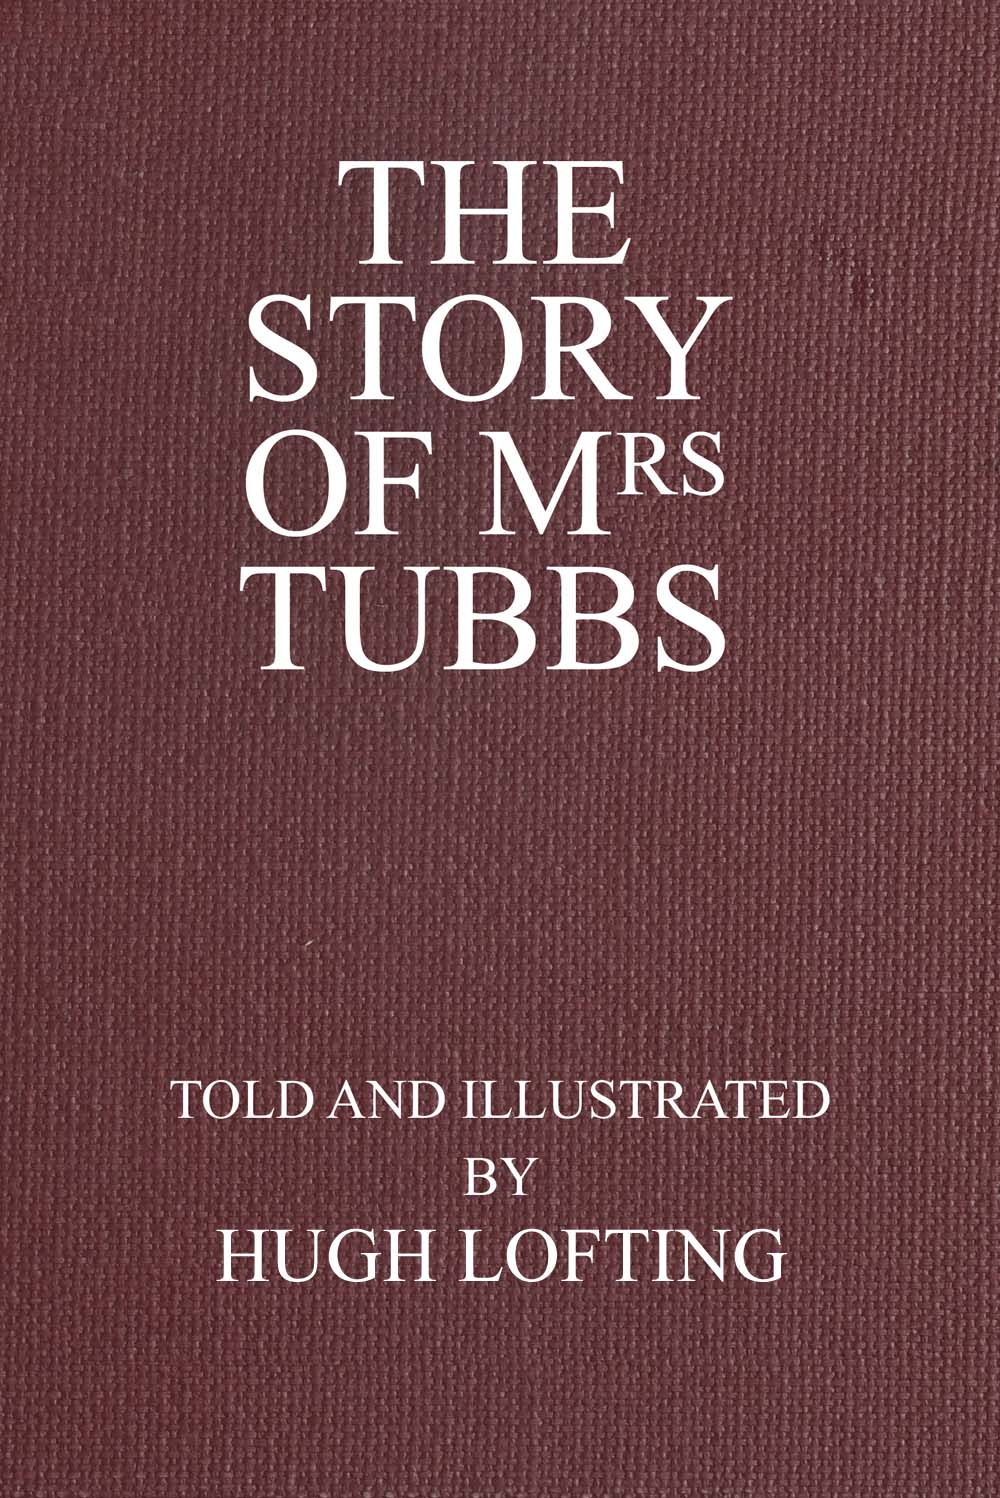 THE
STORY
OF MRS
TUBBS
TOLD AND ILLUSTRATED
BY
HUGH LOFTING